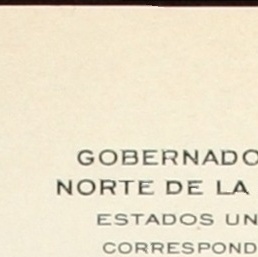 GOBERNADO
NORTE DE LA
ESTADOS UN
CORRESPOND